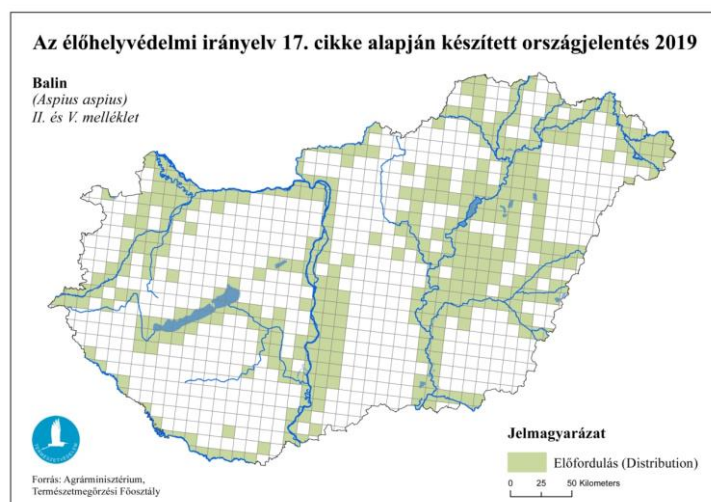 Az élőhelyvédelmi irányelv 17. cikke alapján készített országjelentés 2019
Balin
(Aspius aspius)
II. és V. melléklet
Jelmagyarázat
Előfordulás (Distribution)
0 25 50 Kilometers
Forrás: Agrárminisztérium,
Természetmegőrzési Főosztály